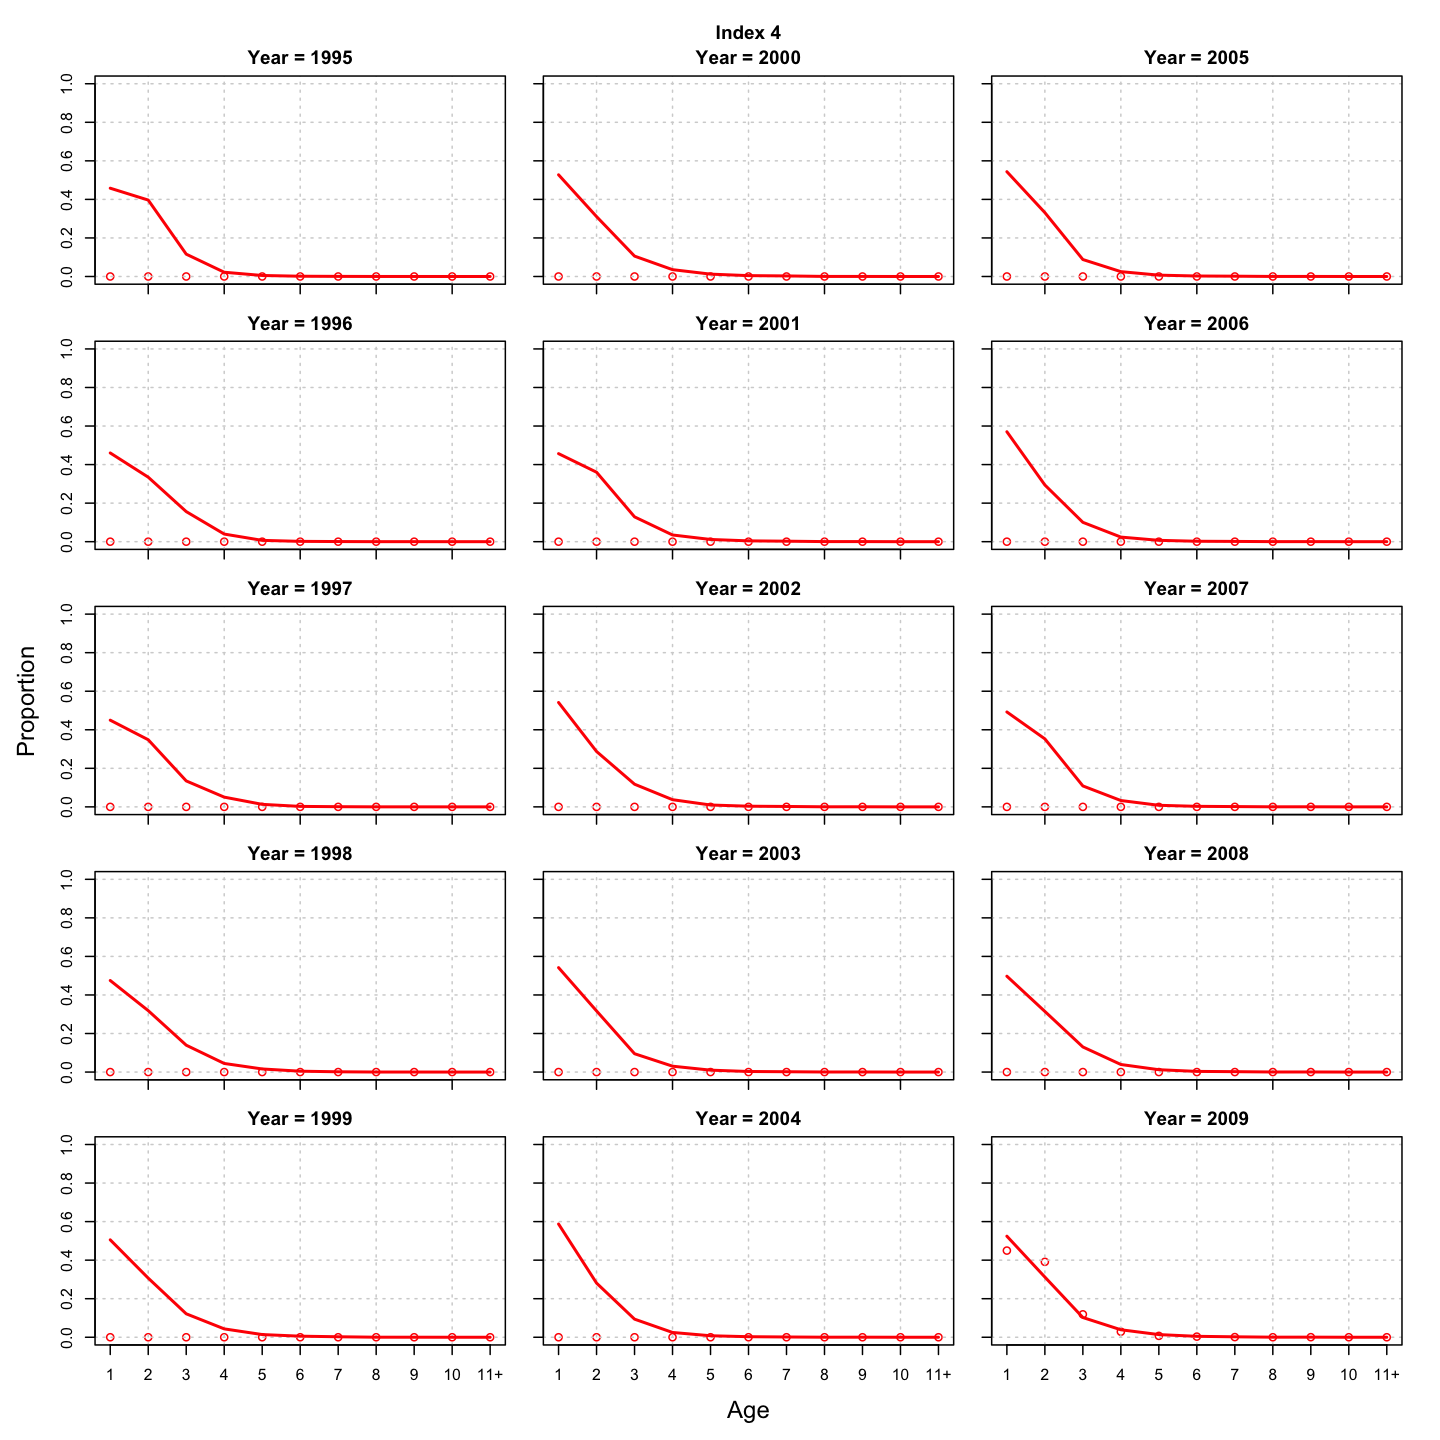 Index 4
Year = 1995
Year = 2000
Year = 2005
1.0
0.8
0.6
0.4
0.2
0.0
Year = 1996
Year = 2001
Year = 2006
1.0
0.8
0.6
0.4
0.2
0.0
Year = 1997
Year = 2002
Year = 2007
1.0
0.8
0.6
0.4
0.2
0.0
Proportion
Year = 1998
Year = 2003
Year = 2008
1.0
0.8
0.6
0.4
0.2
0.0
Year = 1999
Year = 2004
Year = 2009
1.0
0.8
0.6
0.4
0.2
0.0
1 2 3 4 5 6 7 8 9 10 11+
1 2 3 4 5 6 7 8 9 10 11+
1 2 3 4 5 6 7 8 9 10 11+
Age